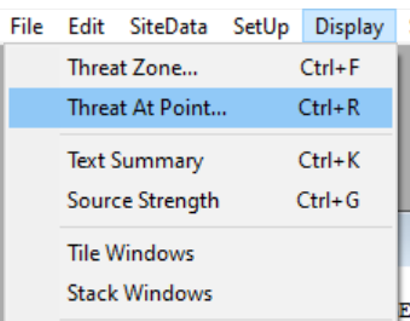 File Edit SiteData SetUp Display
Threat Zone... Ctrl+F
Threat At Point... Ctrl+R
Text Summary Ctrl+K
Source Strength Ctrl+G
Tile Windows
Stack Windows